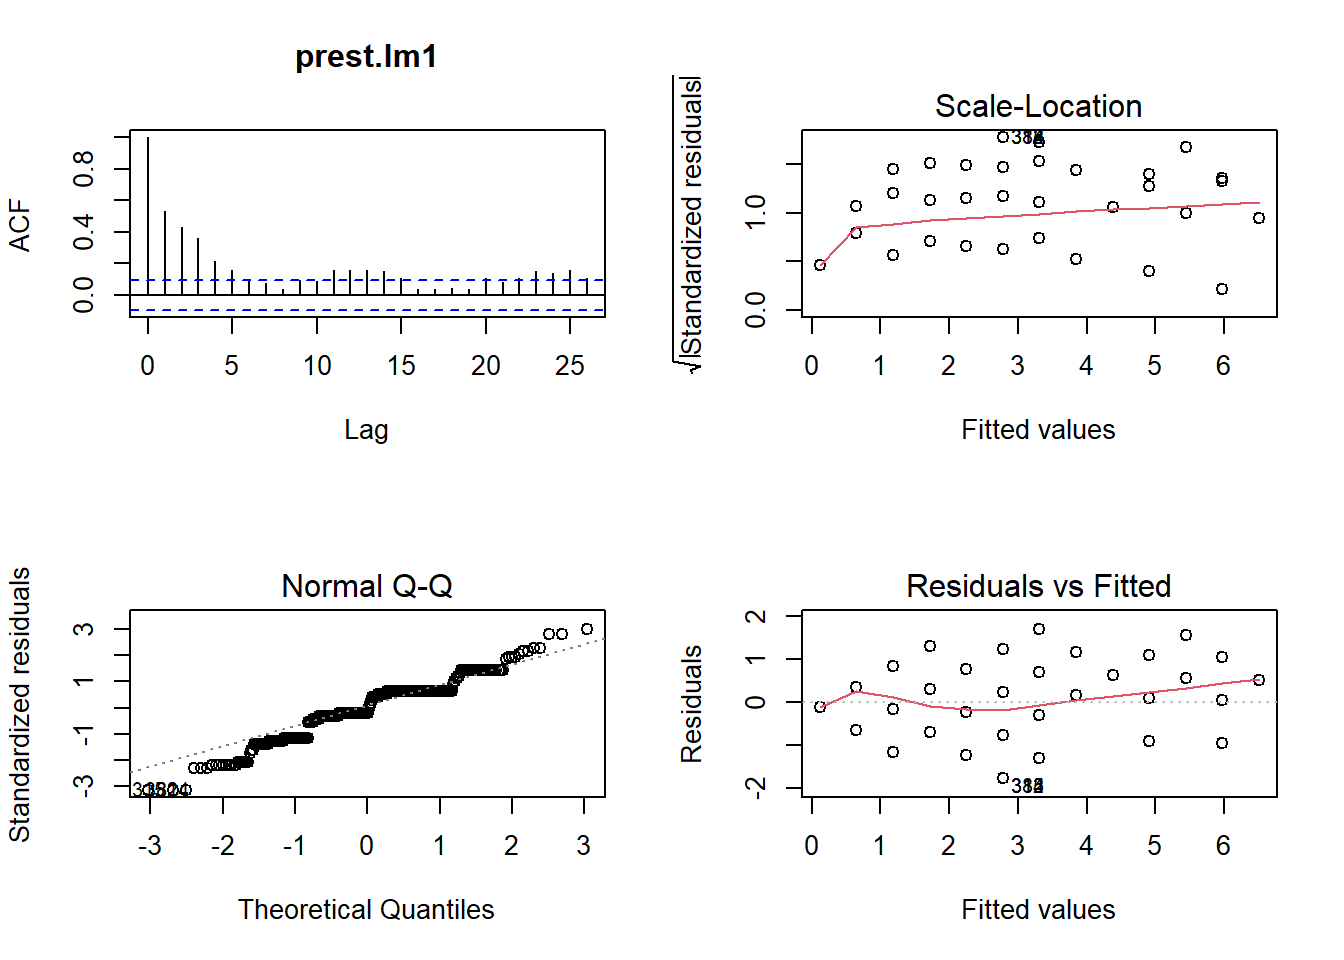 prest.lm1
ACF
0.0 0.4 0.8
0 5 10 15 20 25
Lag
Scale-Location
√|Standardized residuals|
0.0 1.0
0 1 2 3 4 5 6
Fitted values
Normal Q-Q
Standardized residuals
-3 -1 1 3
-3 -2 -1 0 1 2 3
Theoretical Quantiles
Residuals vs Fitted
Residuals
-2 0 1 2
0 1 2 3 4 5 6
Fitted values